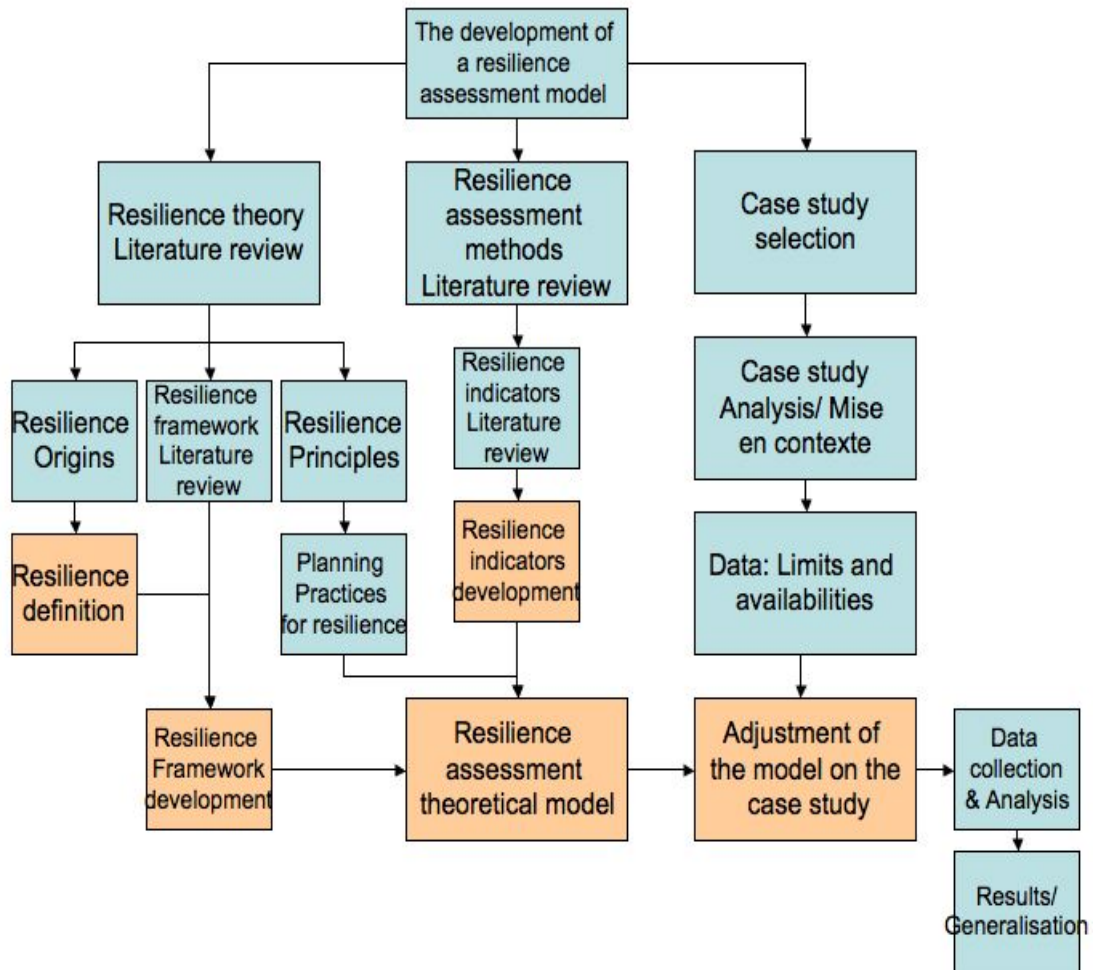 The development of
a resilience
assessment model
Resilience theory
Literature review
Resilience
assessment
methods
Literature review
Case study
selection
Resilience
Origins
Resilience
framework
Literature
review
Resilience
Principles
Resilience
indicators
Literature
review
Case study
Analysis/ Mise
en contexte
Resilience
definition
Planning
Practices
for resilience
Resilience
indicators
development
Data: Limits and
availabilities
Resilience
Framework
development
Resilience
assessment
theoretical model
Adjustment of
the model on the
case study
Data
collection
& Analysis
Results/
Generalisation